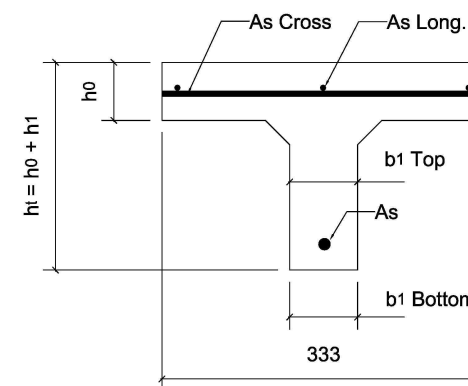 As Cross
As Long.
h0
ht = h0 + h1
b1 Top
As
b1 Bottom
333